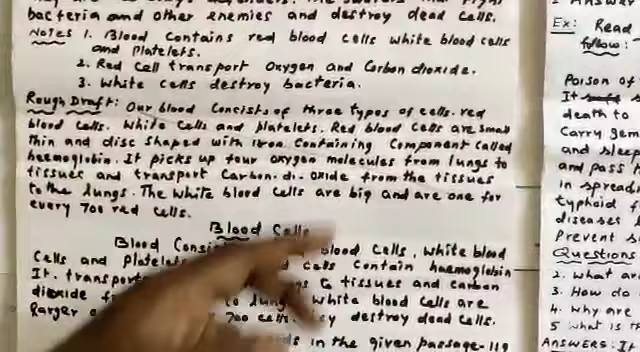 bacteria and other enemies and destroy dead cells.
Notes 1. Blood contains red blood cells white blood cells
and Platelets.
2. Red Cell transport Oxygen and Carbon dioxide.
3. White cells destroy bacteria.
Rough Draft: Our blood consists of three types of cells. red
blood cells. White cells and platelets. Red blood Cells are small
thin and disc shaped with iron Containing Component called
haemoglobin. It picks up four oxygen molecules from lungs to
tissues and transport Carbon. di. oxide from the tissues
to the lungs. The white blood cells are big and are one for
every 700 red cells.
Blood Cells
Blood blood cells, white blood
Cells and Platelets cells Contain haemoglobin
It. to tissues and carbon
dioxide white blood cells are
larger 700 cells. destroy dead cells.
in the given passage-119
Ex: Read
follow:
Poison of
It
death to
Carry germ
and sleep
and pass
in spread
typhoid
diseases
Prevent
Questions
2. what ar
3. How do
4. Why are
5 what is
Answers: It